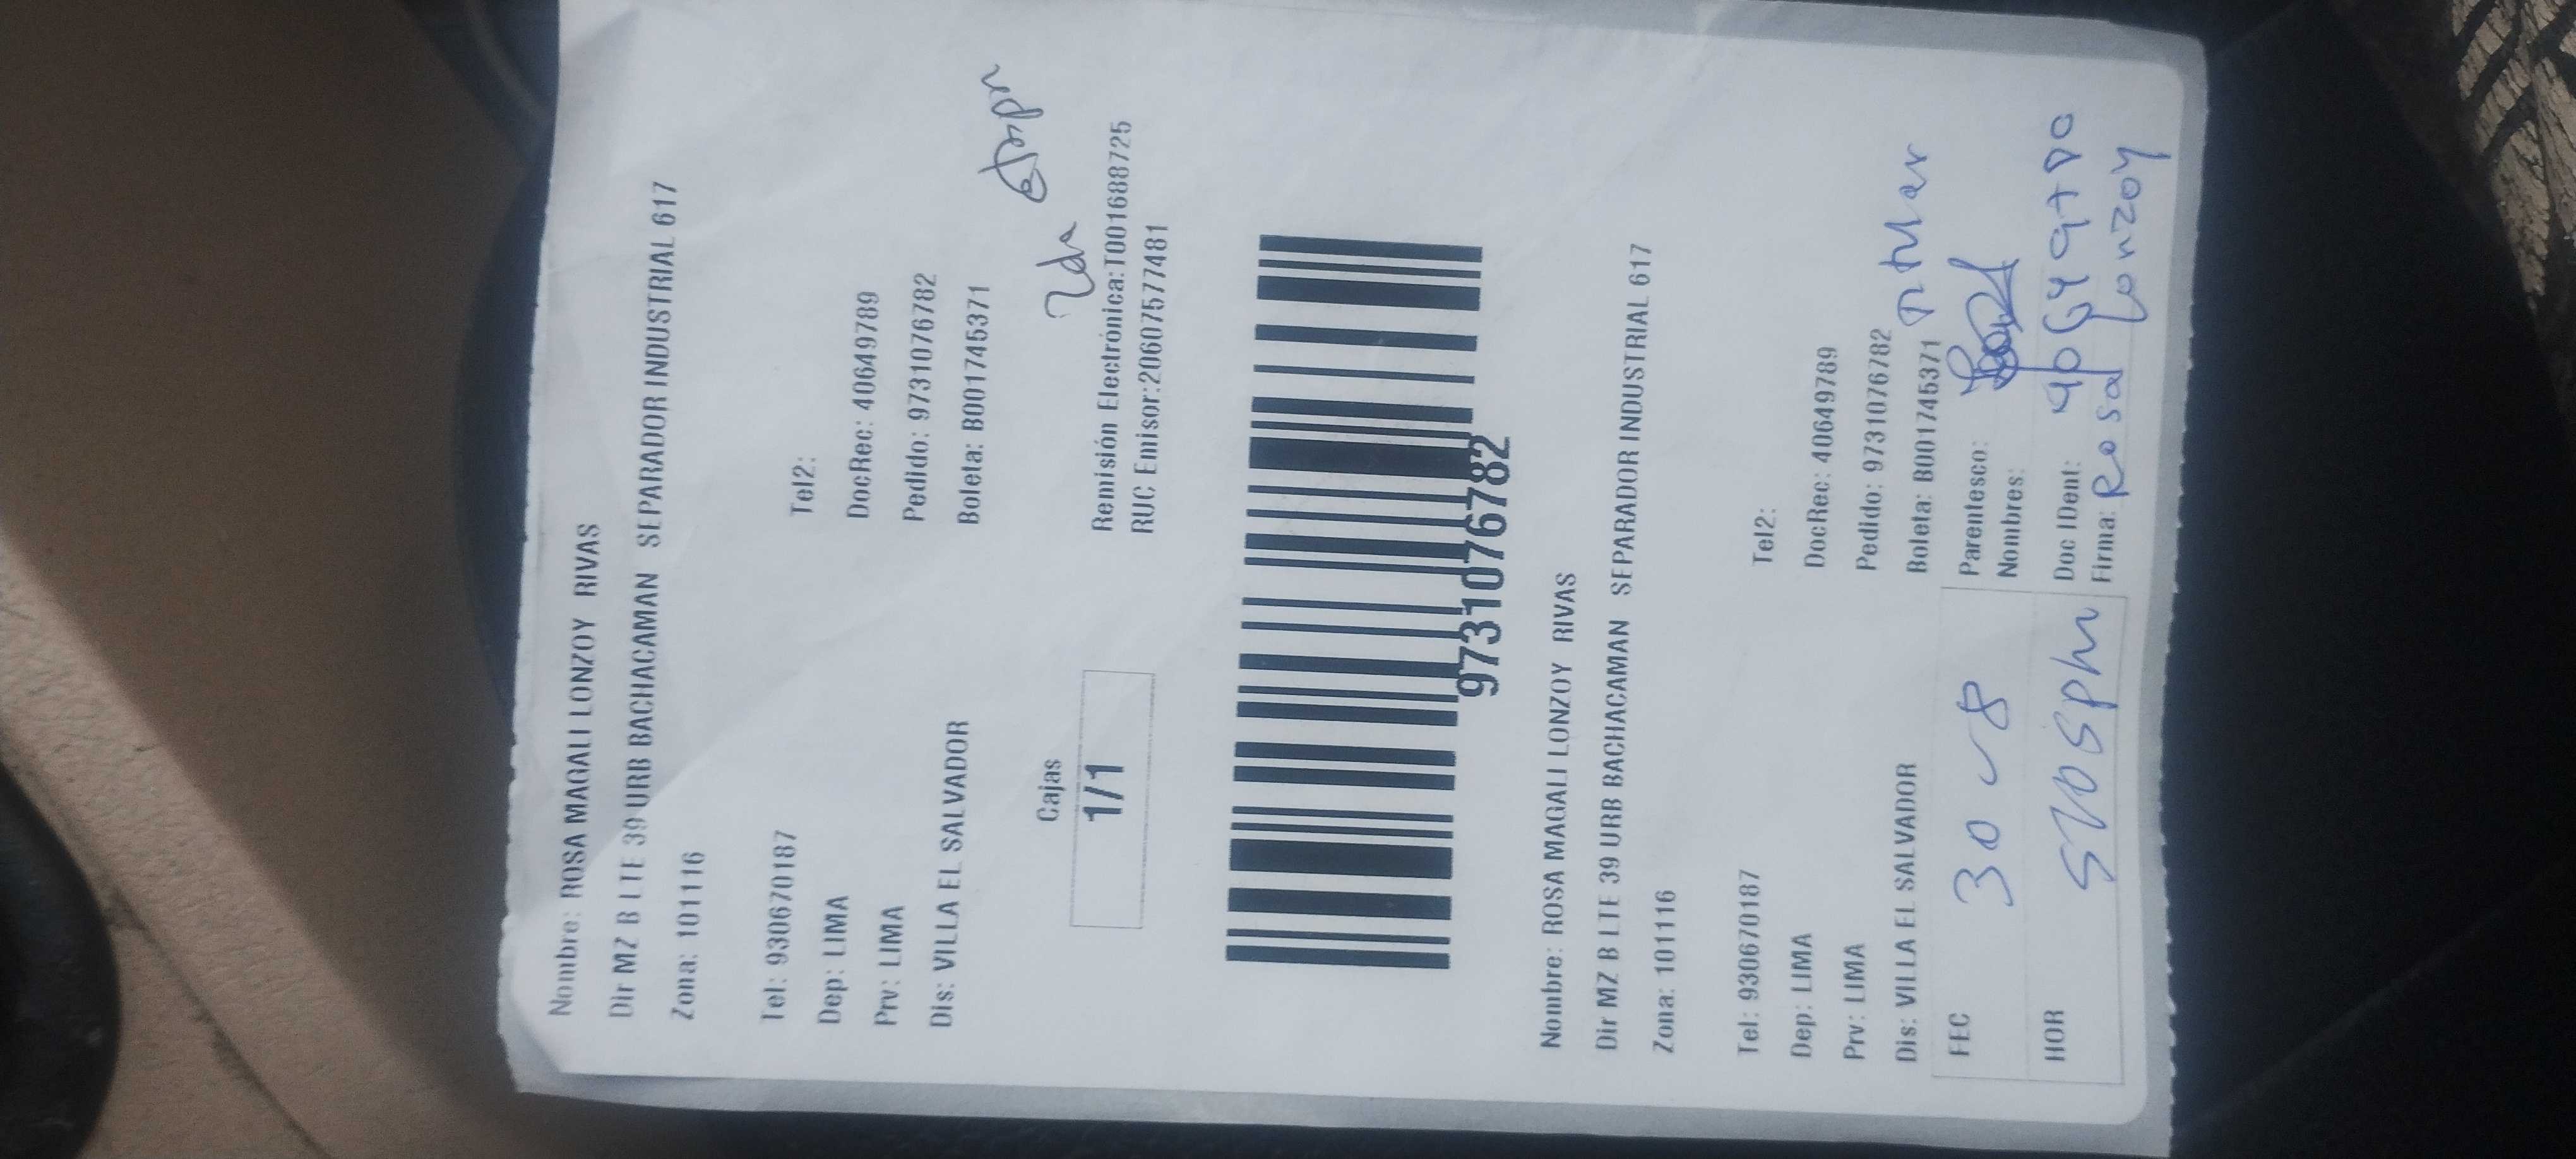 Nombre: ROSA MAGALI LONZOY RIVAS
Dir MZ B LTE 39 URB BACHACAMAN SEPARADOR INDUSTRIAL 617
Zona: 101116
Tel: 930670187 Tel2:
Dep: LIMA DocRec: 40649789
Prv: LIMA Pedido: 9731076782
Dis: VILLA EL SALVADOR Boleta: B001745371
2da
Cajas
1/1
Remisión Electrónica:T001688725
RUC Emisor:20607577481
9731076782
Nombre: ROSA MAGALI LONZOY RIVAS
Dir MZ B LTE 39 URB BACHACAMAN SEPARADOR INDUSTRIAL 617
Zona: 101116
Tel: 930670187 Tel2:
Dep: LIMA DocRec: 40649789
Prv: LIMA Pedido: 9731076782
Dis: VILLA EL SALVADOR Boleta: B001745371
FEC 30-8 Parentesco:
Nombres:
HOR Doc IDent:
Firma: Rosa Lonzoy